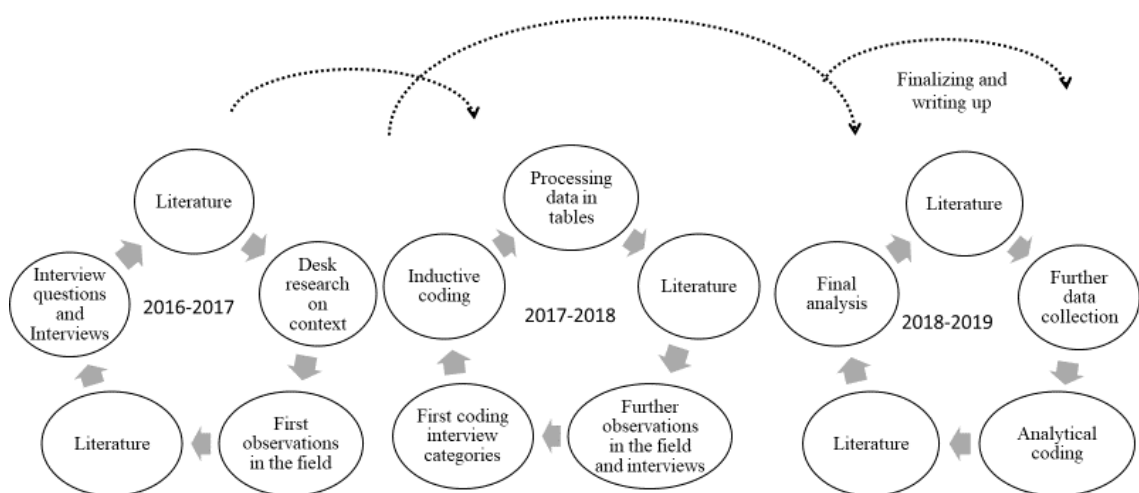 Finalizing and
writing up
Literature
Desk
research
on
context
First
observations
in the field
Literature
Interview
questions
and
Interviews
2016-2017
Processing
data in
tables
Literature
Further
observations
in the field
and interviews
First coding
interview
categories
Inductive
coding
2017-2018
Literature
Further
data
collection
Analytical
coding
Literature
Final
analysis
2018-2019